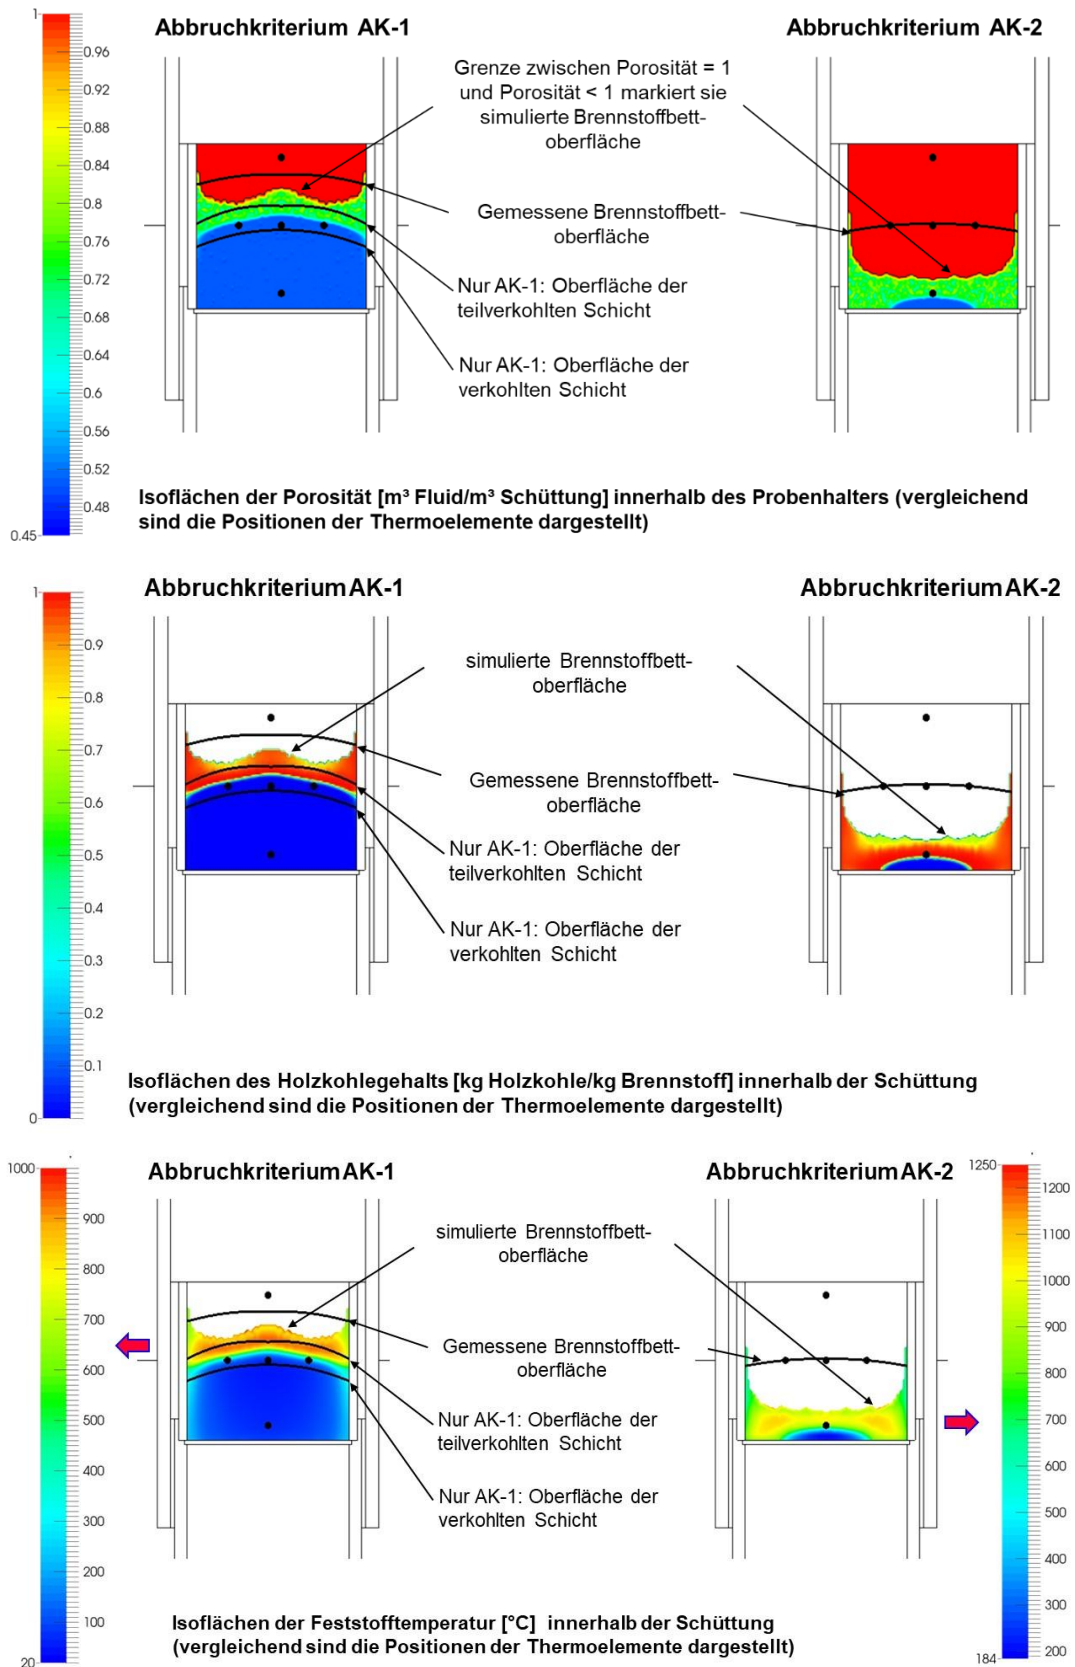 Abbruchkriterium AK-1
Abbruchkriterium AK-2
Grenze zwischen Porosität = 1
und Porosität < 1 markiert sie
simulierte Brennstoffbett-
oberfläche
Gemessene Brennstoffbett-
oberfläche
Nur AK-1: Oberfläche der
teilverkohlten Schicht
Nur AK-1: Oberfläche der
verkohlten Schicht
1
0.96
0.92
0.88
0.84
0.8
0.76
0.72
0.68
0.64
0.6
0.56
0.52
0.48
0.45
Isoflächen der Porosität [m³ Fluid/m³ Schüttung] innerhalb des Probenhalters (vergleichend
sind die Positionen der Thermoelemente dargestellt)
Abbruchkriterium AK-1
Abbruchkriterium AK-2
simulierte Brennstoffbett-
oberfläche
Gemessene Brennstoffbett-
oberfläche
Nur AK-1: Oberfläche der
teilverkohlten Schicht
Nur AK-1: Oberfläche der
verkohlten Schicht
1
0.9
0.8
0.7
0.6
0.5
0.4
0.3
0.2
0.1
0
Isoflächen des Holzkohlegehalts [kg Holzkohle/kg Brennstoff] innerhalb der Schüttung
(vergleichend sind die Positionen der Thermoelemente dargestellt)
Abbruchkriterium AK-1
Abbruchkriterium AK-2
simulierte Brennstoffbett-
oberfläche
Gemessene Brennstoffbett-
oberfläche
Nur AK-1: Oberfläche der
teilverkohlten Schicht
Nur AK-1: Oberfläche der
verkohlten Schicht
1000
900
800
700
600
500
400
300
200
100
20
1250
1200
1100
1000
900
800
700
600
500
400
300
200
184
Isoflächen der Feststofftemperatur [°C] innerhalb der Schüttung
(vergleichend sind die Positionen der Thermoelemente dargestellt)